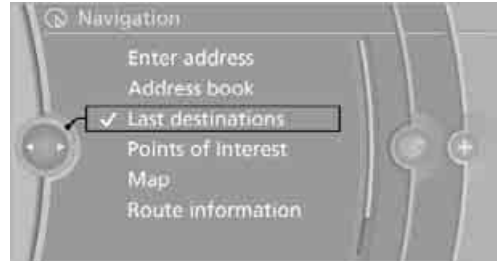 Navigation
Enter address
Address book
Last destinations
Points of Interest
Map
Route information